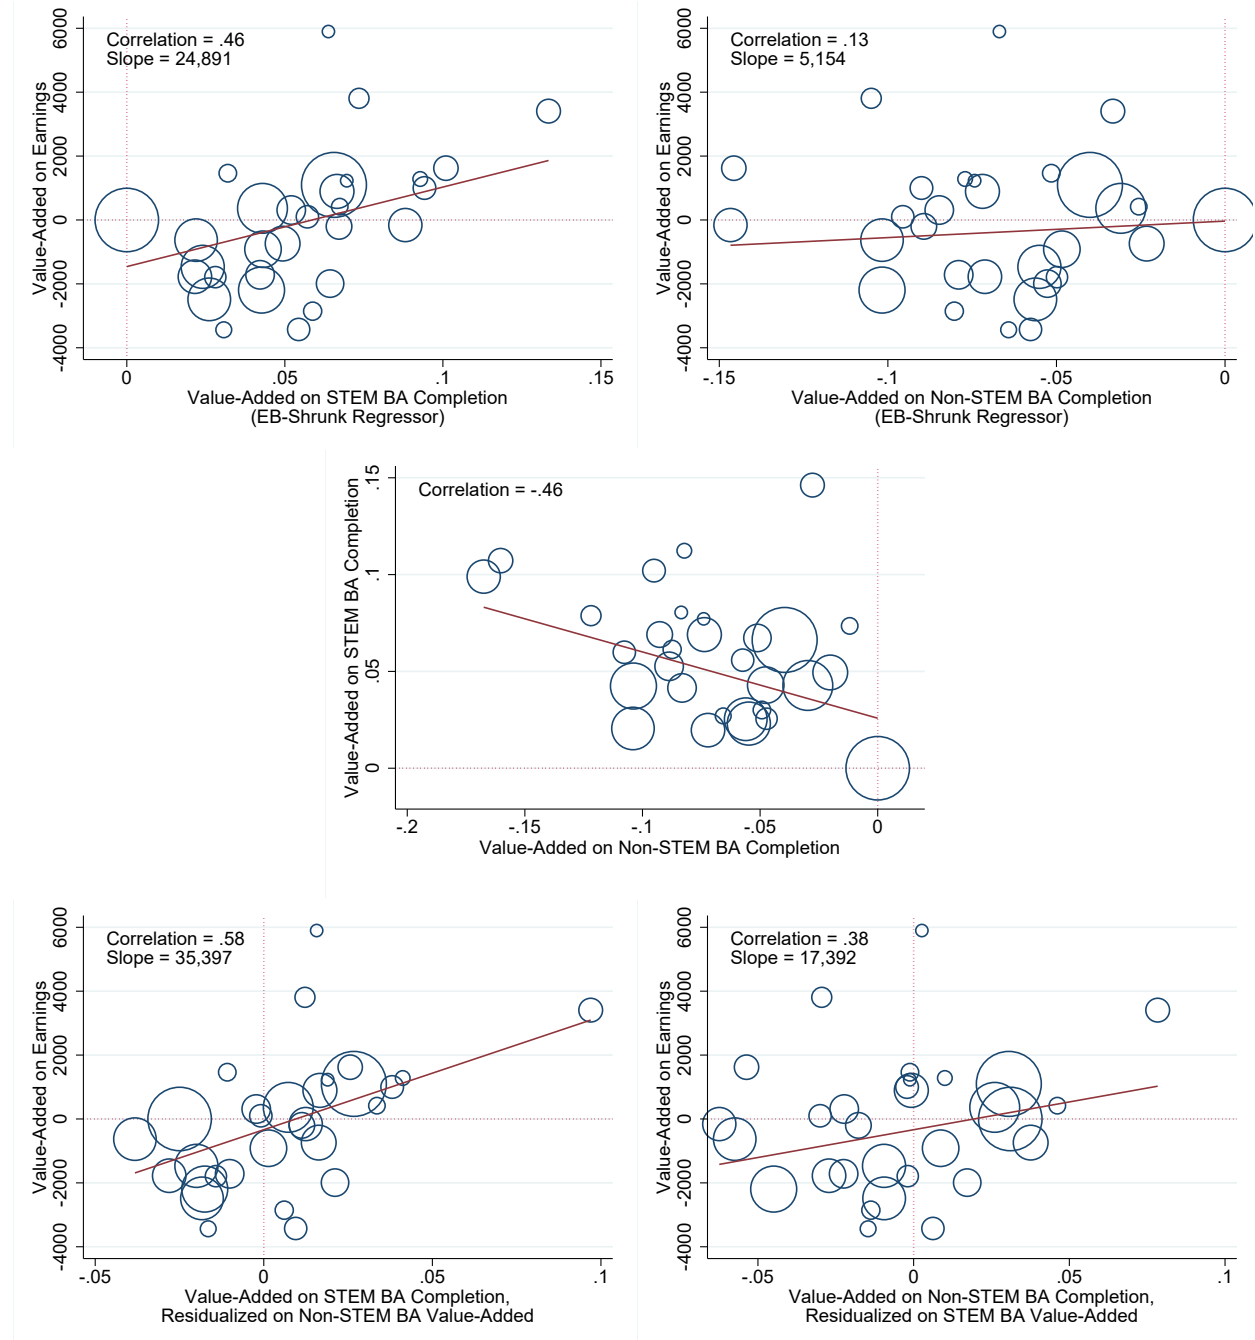 Correlation = .46
Slope = 24,891
Value-Added on Earnings
6000
4000
2000
0
-2000
-4000
0
.05
.1
.15
Value-Added on STEM BA Completion
(EB-Shrunk Regressor)
Correlation = .13
Slope = 5,154
Value-Added on Earnings
6000
4000
2000
0
-2000
-4000
-.15
-.1
-.05
0
Value-Added on Non-STEM BA Completion
(EB-Shrunk Regressor)
Correlation = -.46
Value-Added on STEM BA Completion
.15
.1
.05
0
-.2
-.15
-.1
-.05
0
Value-Added on Non-STEM BA Completion
Correlation = .58
Slope = 35,397
Value-Added on Earnings
6000
4000
2000
0
-2000
-4000
-.05
0
.05
.1
Value-Added on STEM BA Completion,
Residualized on Non-STEM BA Value-Added
Correlation = .38
Slope = 17,392
Value-Added on Earnings
6000
4000
2000
0
-2000
-4000
-.05
0
.05
.1
Value-Added on Non-STEM BA Completion,
Residualized on STEM BA Value-Added